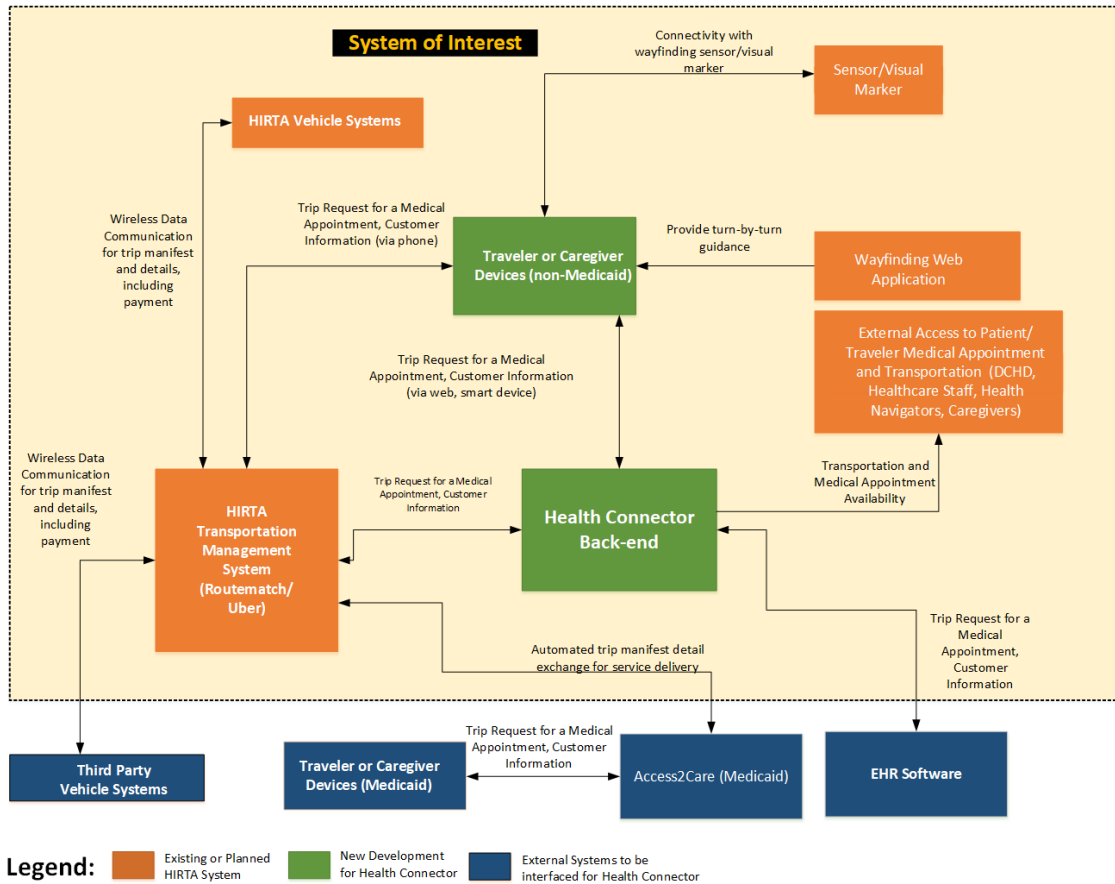 System of Interest
Connectivity with
wayfinding sensor/visual
marker
Sensor/Visual
Marker
HIRTA Vehicle Systems
Wireless Data
Communication
for trip manifest
and details,
including
payment
Trip Request for a Medical
Appointment, Customer
Information (via phone)
Traveler or Caregiver
Devices (non-Medicaid)
Provide turn-by-turn
guidance
Wayfinding Web
Application
External Access to Patient/
Traveler Medical Appointment
and Transportation (DCHD,
Healthcare Staff, Health
Navigators, Caregivers)
Trip Request for a Medical
Appointment, Customer Information
(via web, smart device)
Wireless Data
Communication
for trip manifest
and details,
including
payment
HIRTA
Transportation
Management
System
(Routematch/
Uber)
Trip Request for a Medical
Appointment, Customer
Information
Health Connector
Back-end
Transportation and
Medical Appointment
Availability
Automated trip manifest detail
exchange for service delivery
Trip Request for a
Medical
Appointment,
Customer
Information
Third Party
Vehicle Systems
Traveler or Caregiver
Devices (Medicaid)
Trip Request for a Medical
Appointment, Customer
Information
Access2Care (Medicaid)
EHR Software
Legend:
Existing or Planned
HIRTA System
New Development
for Health Connector
External Systems to be
interfaced for Health Connector